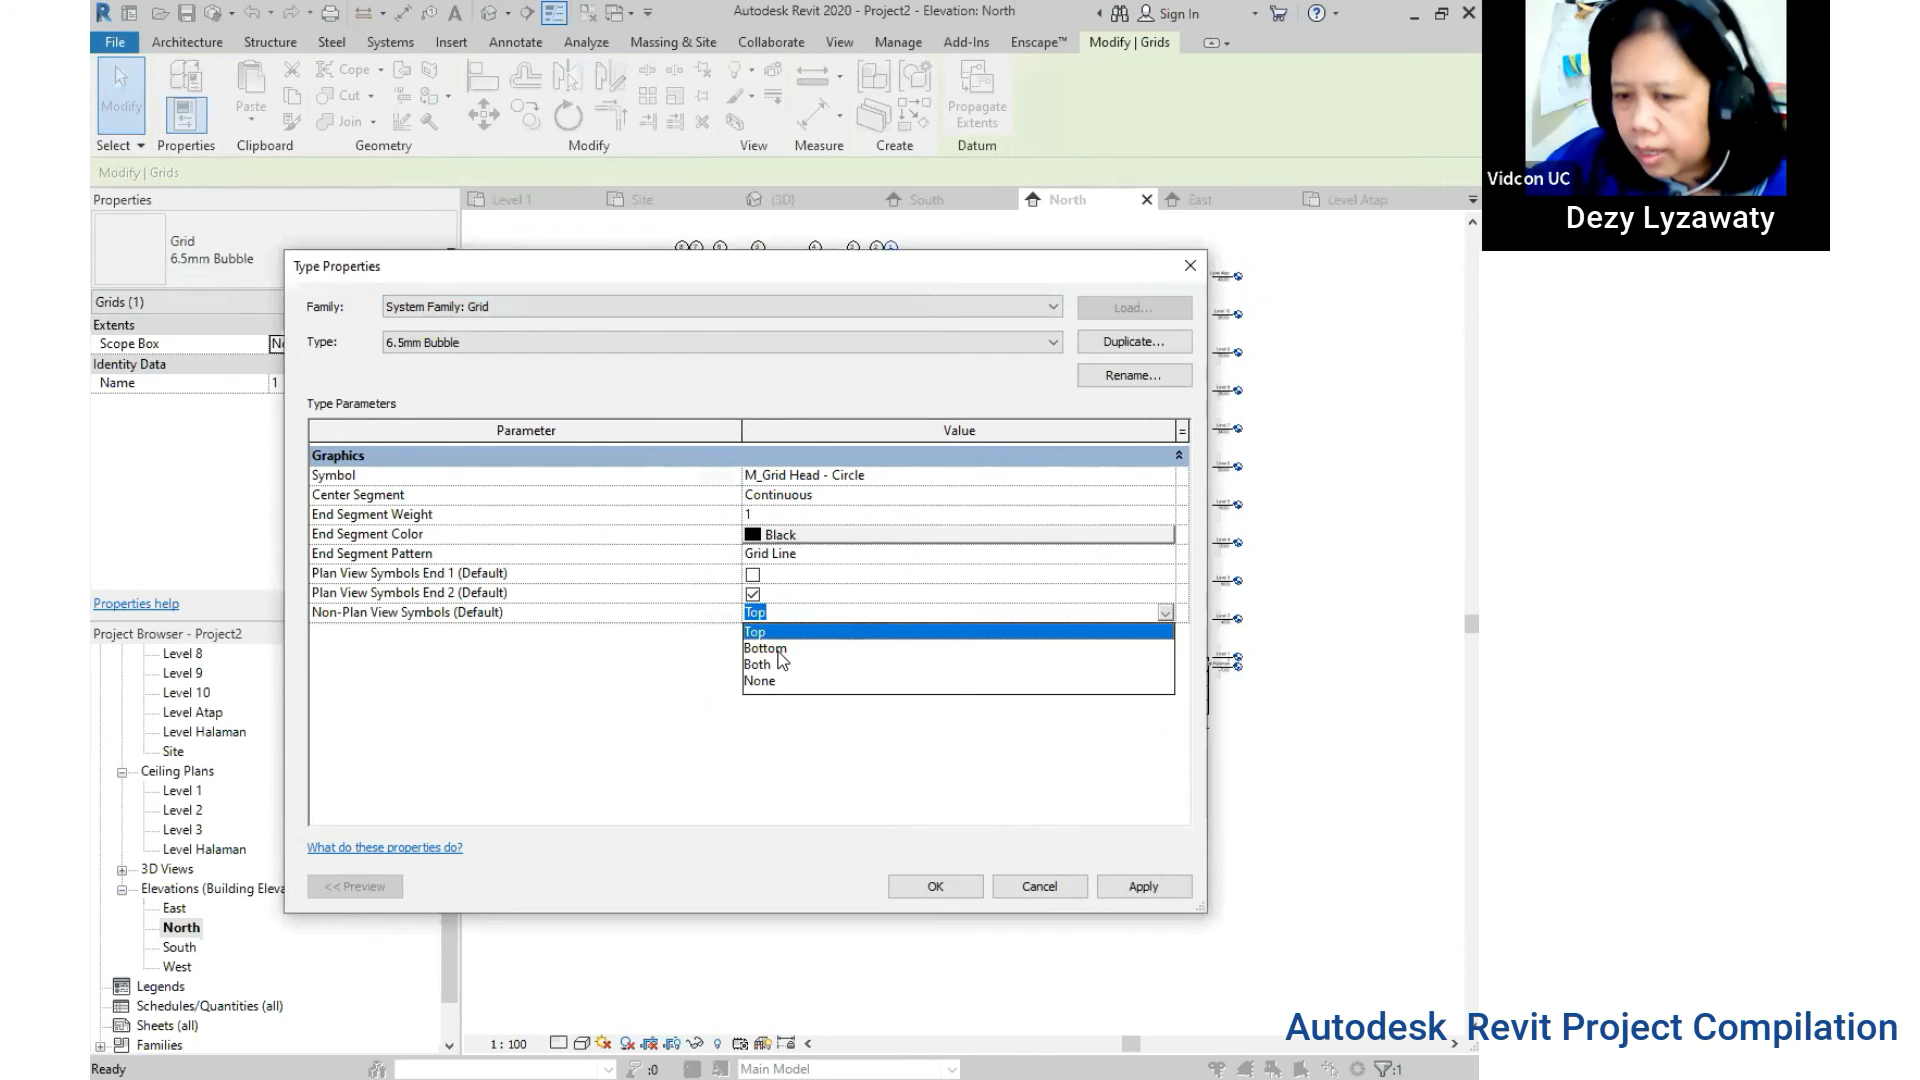 Autodesk Revit 2020 - Project2 - Elevation: North
Sign In
File Architecture Structure Steel Systems Insert Annotate Analyze Massing & Site Collaborate View Manage Add-Ins Enscape™ Modify | Grids
Modify
Paste
Cope
Cut
Join
Propagate
Extents
Select Properties Clipboard Geometry Modify View Measure Create Datum
Modify | Grids
Properties
Level 1 Site {3D} South North East Level Atap
Grid
6.5mm Bubble
Grids (1)
Extents
Scope Box
Identity Data
Name 1
Properties help
Type Properties
Family: System Family: Grid Load...
Type: 6.5mm Bubble Duplicate...
Rename...
Type Parameters
Parameter Value =
Graphics
Symbol M_Grid Head - Circle
Center Segment Continuous
End Segment Weight 1
End Segment Color Black
End Segment Pattern Grid Line
Plan View Symbols End 1 (Default)
Plan View Symbols End 2 (Default)
Non-Plan View Symbols (Default) Top
Top
Bottom
Both
None
What do these properties do?
<< Preview OK Cancel Apply
Project Browser - Project2
Level 8
Level 9
Level 10
Level Atap
Level Halaman
Site
Ceiling Plans
Level 1
Level 2
Level 3
Level Halaman
3D Views
Elevations (Building Eleva
East
North
South
West
Legends
Schedules/Quantities (all)
Sheets (all)
Families
1 : 100
Ready
:0
Main Model
:1
Vidcon UC
Dezy Lyzawaty
Autodesk Revit Project Compilation